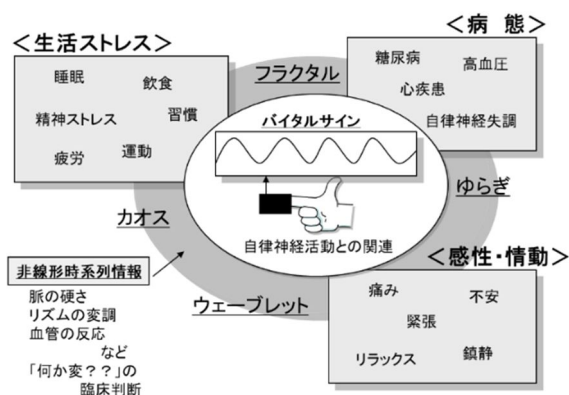 ＜生活ストレス＞
睡眠
飲食
精神ストレス
習慣
疲労
運動
＜病　態＞
糖尿病
高血圧
心疾患
自律神経失調
フラクタル
バイタルサイン
自律神経活動との関連
ゆらぎ
カオス
ウェーブレット
非線形時系列情報
脈の硬さ
リズムの変調
血管の反応
など
「何か変？？」の
臨床判断
＜感性・情動＞
痛み
不安
緊張
リラックス
鎮静